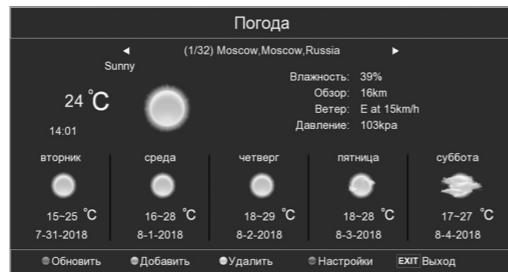 Погода
(1/32) Moscow,Moscow,Russia
Sunny
24 °C
14:01
Влажность: 39%
Обзор: 16km
Ветер: E at 15km/h
Давление: 103kpa
вторник среда четверг пятница суббота
15~25 °C 16~28 °C 18~29 °C 18~28 °C 17~27 °C
7-31-2018 8-1-2018 8-2-2018 8-3-2018 8-4-2018
Обновить Добавить Удалить Настройки EXIT Выход